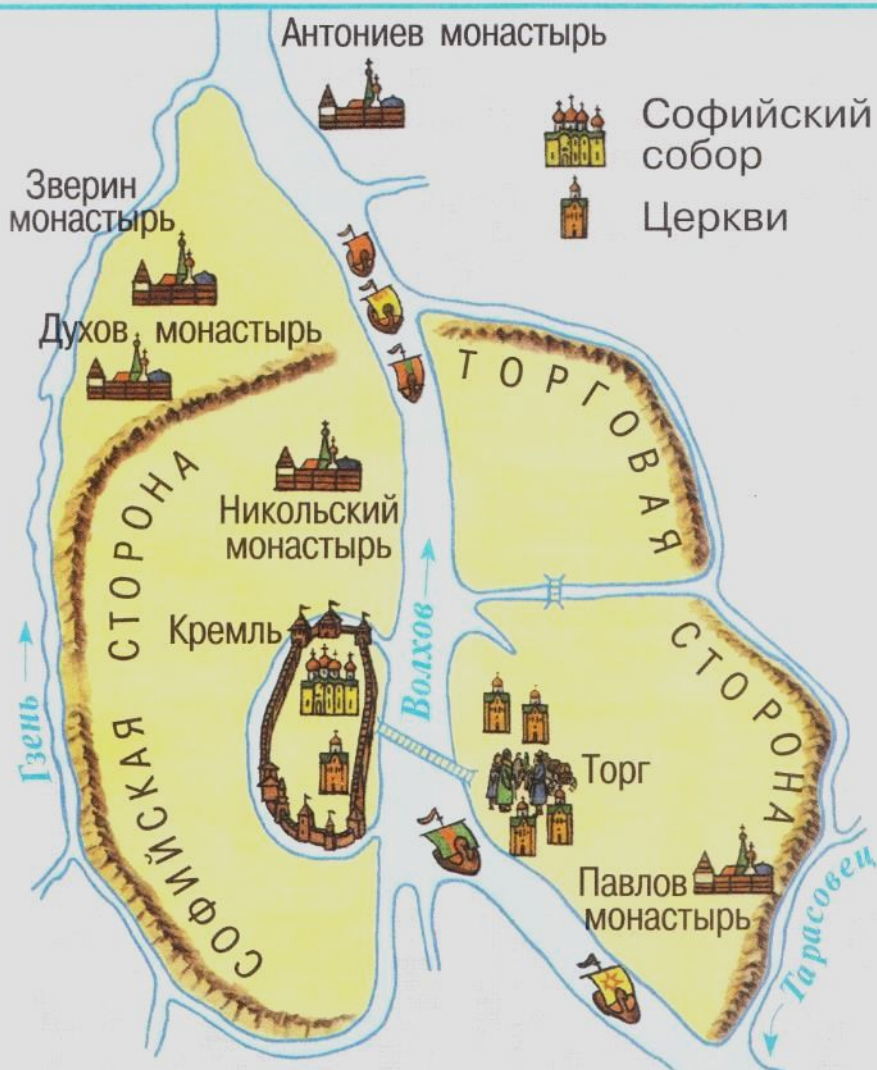 Антониев монастырь
Софийский
собор
Церкви
Зверин
монастырь
Духов монастырь
ТОРГОВАЯ
СТОРОНА
СОФИЙСКАЯ СТОРОНА
Никольский
монастырь
Кремль
Волхов
Гзень
Торг
Павлов
монастырь
Тарасовец